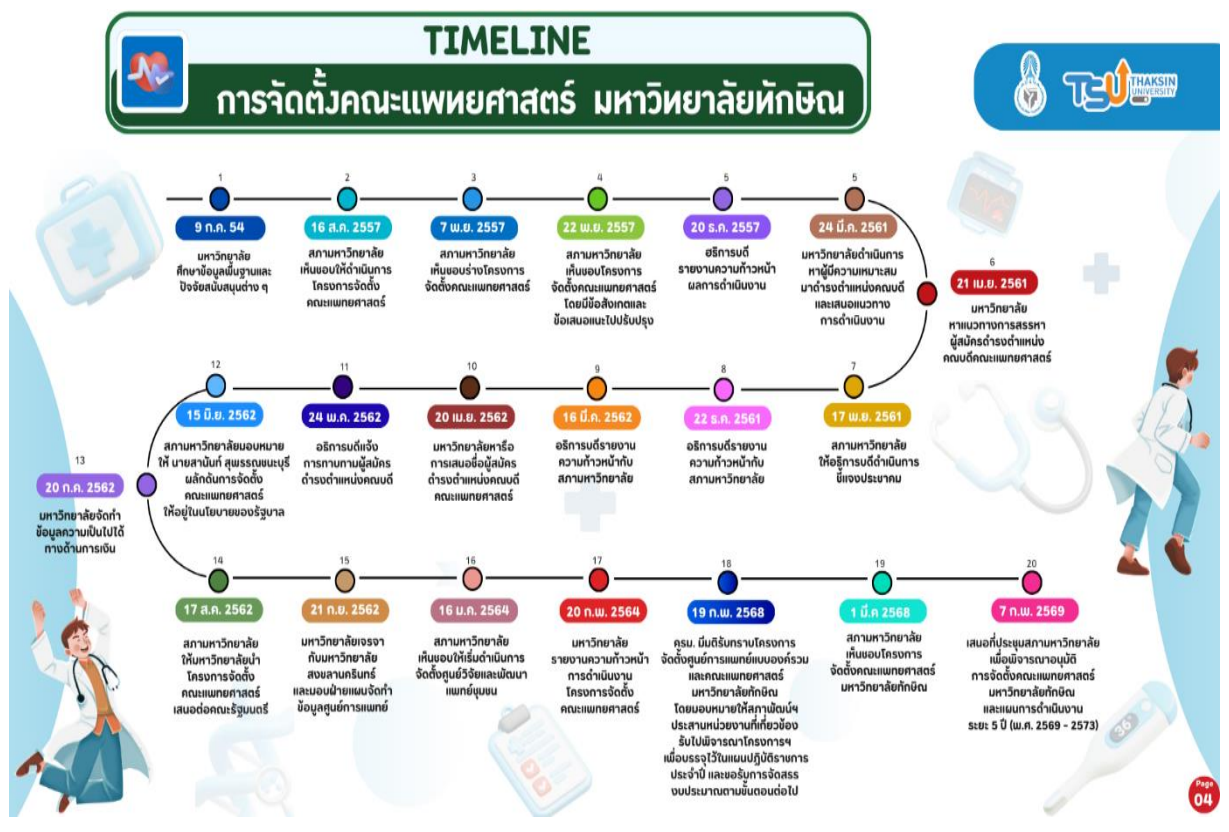 TIMELINE
การจัดตั้งคณะแพทยศาสตร์ มหาวิทยาลัยทักษิณ
TSU THAKSIN
UNIVERSITY
1
9 ก.ค. 54
มหาวิทยาลัย
ศึกษาข้อมูลพื้นฐานและ
ปัจจัยสนับสนุนต่าง ๆ
2
16 ส.ค. 2557
สภามหาวิทยาลัย
เห็นชอบให้ดำเนินการ
โครงการจัดตั้ง
คณะแพทยศาสตร์
3
7 พ.ย. 2557
สภามหาวิทยาลัย
เห็นชอบร่างโครงการ
จัดตั้งคณะแพทยศาสตร์
4
22 พ.ย. 2557
สภามหาวิทยาลัย
เห็นชอบโครงการ
จัดตั้งคณะแพทยศาสตร์
โดยมีข้อสังเกตและ
ข้อเสนอแนะไปปรับปรุง
5
20 ธ.ค. 2557
ฮธิการบดี
รายงานความก้าวหน้า
ผลการดำเนินงาน
5
24 มี.ค. 2561
มหาวิทยาลัยดำเนินการ
หาผู้มีความเหมาะสม
มาดำรงตำแหน่งคณบดี
และเสนอแนวทาง
การดำเนินงาน
6
21 เม.ย. 2561
มหาวิทยาลัย
หาแนวทางการสรรหา
ผู้สมัครดำรงตำแหน่ง
คณบดีคณะแพทยศาสตร์
7
17 พ.ย. 2561
สภามหาวิทยาลัย
ให้อธิการบดีดำเนินการ
ชี้แจงประชาคม
8
22 ธ.ค. 2561
อธิการบดีรายงาน
ความก้าวหน้ากับ
สภามหาวิทยาลัย
9
16 มี.ค. 2562
อธิการบดีรายงาน
ความก้าวหน้ากับ
สภามหาวิทยาลัย
10
20 เม.ย. 2562
มหาวิทยาลัยหารือ
การเสนอชื่อผู้สมัคร
ดำรงตำแหน่งคณบดี
คณะแพทยศาสตร์
11
24 พ.ค. 2562
อธิการบดีแจ้ง
การทาบทามผู้สมัคร
ดำรงตำแหน่งคณบดี
12
15 มิ.ย. 2562
สภามหาวิทยาลัยมอบหมาย
ให้ นายสานันท์ สุพรรณชนะบุรี
ผลักดันการจัดตั้ง
คณะแพทยศาสตร์
ให้อยู่ในนโยบายของรัฐบาล
13
20 ก.ค. 2562
มหาวิทยาลัยจัดทำ
ข้อมูลความเป็นไปได้
ทางด้านการเงิน
14
17 ส.ค. 2562
สภามหาวิทยาลัย
ให้มหาวิทยาลัยนำ
โครงการจัดตั้ง
คณะแพทยศาสตร์
เสนอต่อคณะรัฐมนตรี
15
21 ก.ย. 2562
มหาวิทยาลัยเจรจา
กับมหาวิทยาลัย
สงขลานครินทร์
และมอบฝ่ายแผนจัดทำ
ข้อมูลศูนย์การแพทย์
16
16 ม.ค. 2564
สภามหาวิทยาลัย
เห็นชอบให้เริ่มดำเนินการ
จัดตั้งศูนย์วิจัยและพัฒนา
แพทย์ชุมชน
17
20 ก.พ. 2564
มหาวิทยาลัย
รายงานความก้าวหน้า
การดำเนินงาน
โครงการจัดตั้ง
คณะแพทยศาสตร์
18
19 ก.พ. 2568
ครม. มีมติรับทราบโครงการ
จัดตั้งศูนย์การแพทย์แบบองค์รวม
และคณะแพทยศาสตร์
มหาวิทยาลัยทักษิณ
โดยมอบหมายให้สภาพัฒน์ฯ
ประสานหน่วยงานที่เกี่ยวข้อง
รับไปพิจารณาโครงการฯ
เพื่อบรรจุไว้ในแผนปฏิบัติราชการ
ประจำปี และขอรับการจัดสรร
งบประมาณตามขั้นตอนต่อไป
19
1 มี.ค 2568
สภามหาวิทยาลัย
เห็นชอบโครงการ
จัดตั้งคณะแพทยศาสตร์
มหาวิทยาลัยทักษิณ
20
7 ก.พ. 2569
เสนอที่ประชุมสภามหาวิทยาลัย
เพื่อพิจารณาอนุมัติ
การจัดตั้งคณะแพทยศาสตร์
มหาวิทยาลัยทักษิณ
และแผนการดำเนินงาน
ระยะ 5 ปี (พ.ศ. 2569 - 2573)
36°
Page
04